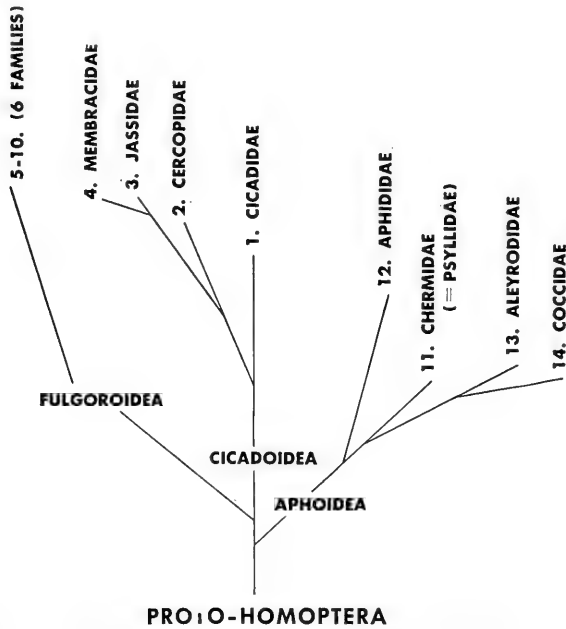 5-10. (6 FAMILIES)
4. MEMBRACIDAE
3. JASSIDAE
2. CERCOPIDAE
1. CICADIDAE
12. APHIDIDAE
11. CHERMIDAE
(= PSYLLIDAE)
13. ALEYRODIDAE
14. COCCIDAE
FULGOROIDEA
CICADOIDEA
APHOIDEA
PROTO-HOMOPTERA